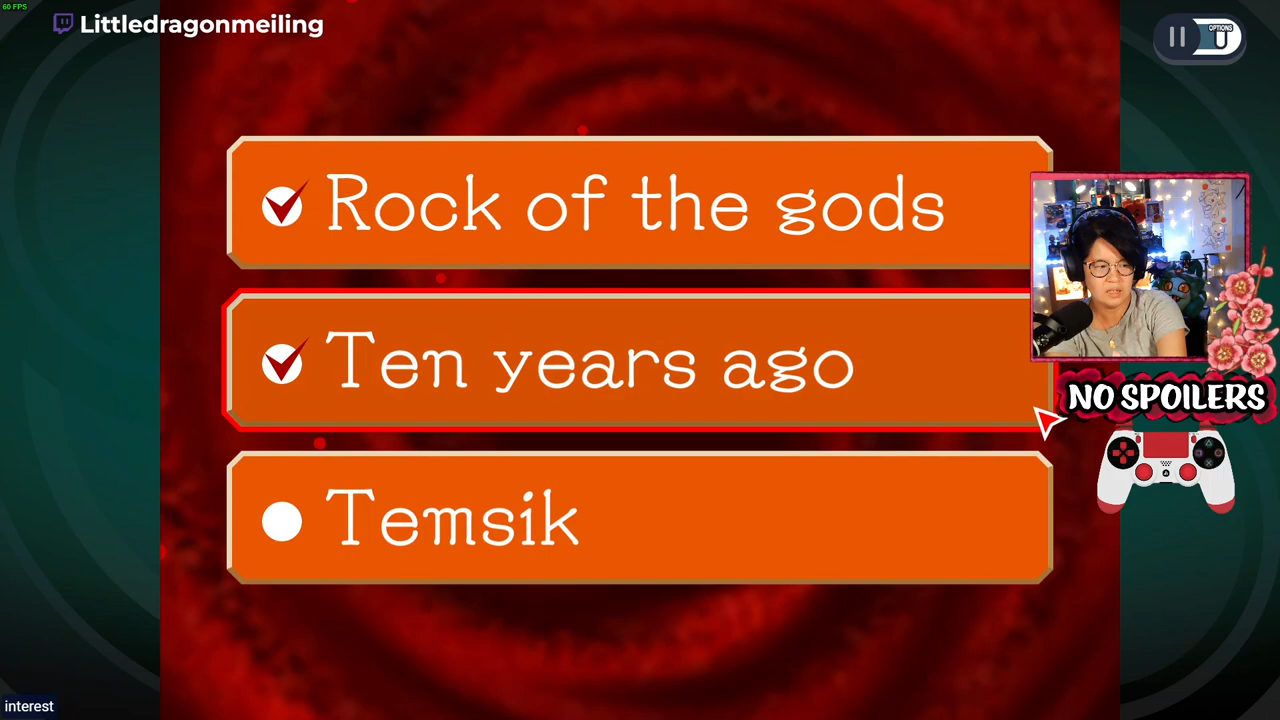 60 FPS
Littledragonmeiling
OPTIONS
Rock of the gods
Ten years ago
NO SPOILERS
Temsik
interest